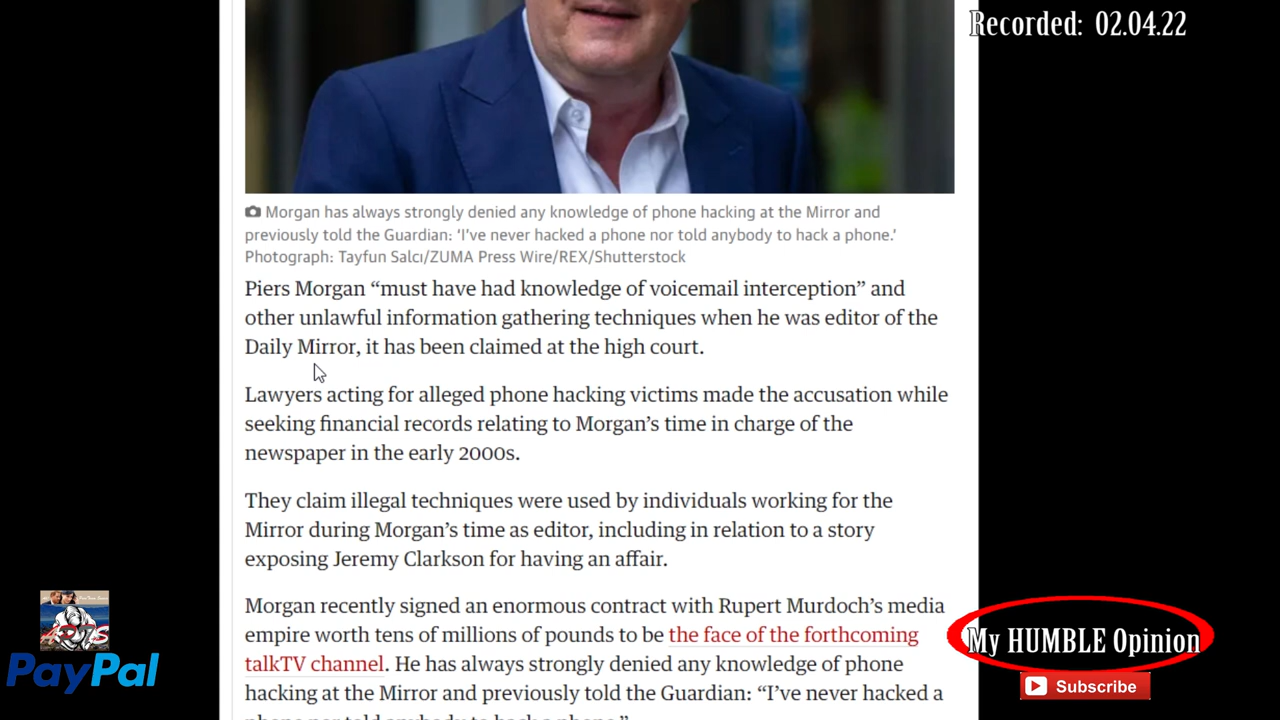 Recorded: 02.04.22
Morgan has always strongly denied any knowledge of phone hacking at the Mirror and
previously told the Guardian: ‘I’ve never hacked a phone nor told anybody to hack a phone.’
Photograph: Tayfun Salcı/ZUMA Press Wire/REX/Shutterstock
Piers Morgan “must have had knowledge of voicemail interception” and
other unlawful information gathering techniques when he was editor of the
Daily Mirror, it has been claimed at the high court.
Lawyers acting for alleged phone hacking victims made the accusation while
seeking financial records relating to Morgan’s time in charge of the
newspaper in the early 2000s.
They claim illegal techniques were used by individuals working for the
Mirror during Morgan’s time as editor, including in relation to a story
exposing Jeremy Clarkson for having an affair.
Morgan recently signed an enormous contract with Rupert Murdoch’s media
empire worth tens of millions of pounds to be the face of the forthcoming
talkTV channel. He has always strongly denied any knowledge of phone
hacking at the Mirror and previously told the Guardian: “I’ve never hacked a
phone nor told anybody to hack a phone.”
PayPal
My HUMBLE Opinion
Subscribe